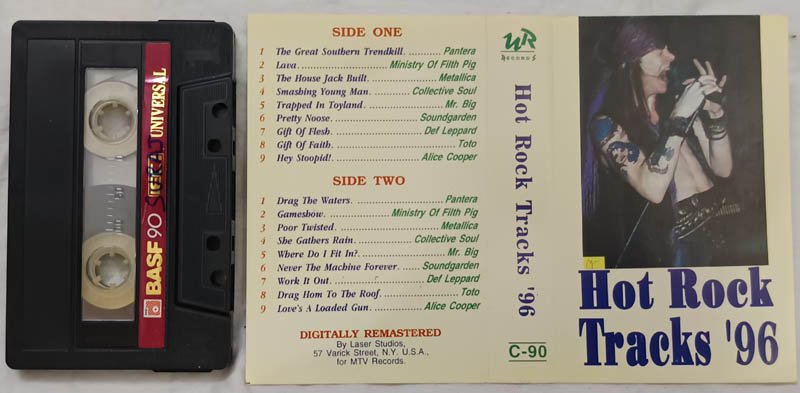 BASF 90
UNIVERSAL
SIDE ONE
1 The Great Southern Trendkill. ........... Pantera
2 Lava. .......................... Ministry Of Filth Pig
3 The House Jack Built. .................. Metallica
4 Smashing Young Man. ........... Collective Soul
5 Trapped In Toyland. ....................... Mr. Big
6 Pretty Noose. ......................... Soundgarden
7 Gift Of Flesh. .......................... Def Leppard
8 Gift Of Faith. ................................. Toto
9 Hey Stoopid!. ..................... Alice Cooper
SIDE TWO
1 Drag The Waters. ......................... Pantera
2 Gamesbow. .................... Ministry Of Filth Pig
3 Poor Twisted. .......................... Metallica
4 She Gathers Rain. ................ Collective Soul
5 Where Do I Fit In?. ........................ Mr. Big
6 Never The Machine Forever. ...... Soundgarden
7 Work It Out. ........................... Def Leppard
8 Drag Hom To The Roof. ..................... Toto
9 Love's A Loaded Gun. ........... Alice Cooper
DIGITALLY REMASTERED
By Laser Studios,
57 Varick Street, N.Y. U.S.A.,
for MTV Records.
UR
RECORDS
Hot Rock Tracks '96
C-90
Hot Rock
Tracks '96